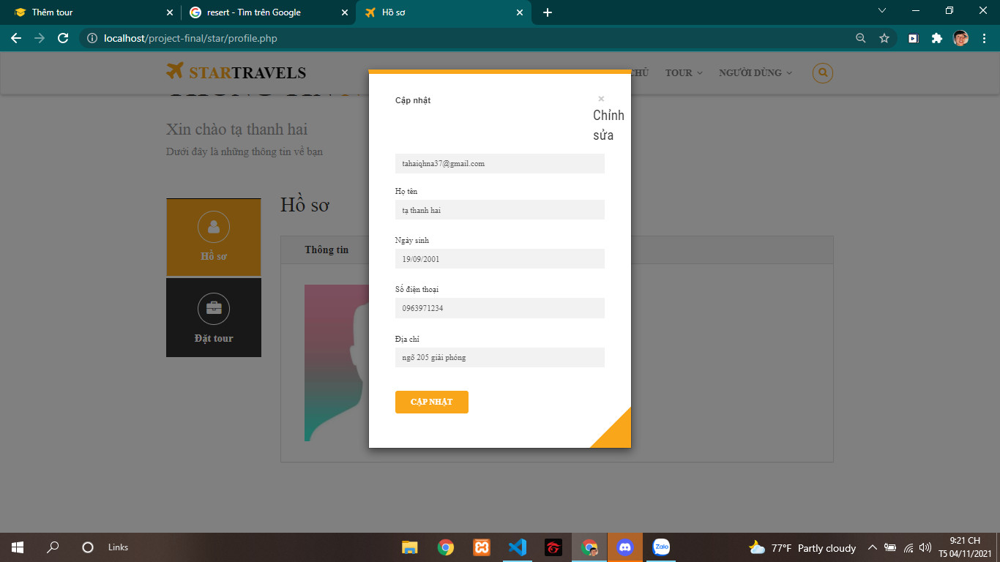 Thêm tour
resert - Tìm trên Google
Hồ sơ
localhost/project-final/star/profile.php
STARTRAVELS
CHỦ
TOUR
NGƯỜI DÙNG
Xin chào tạ thanh hai
Dưới đây là những thông tin về bạn
Hồ sơ
Đặt tour
Hồ sơ
Thông tin
Cập nhật
×
Chỉnh
sửa
tahaiqhna37@gmail.com
Họ tên
tạ thanh hai
Ngày sinh
19/09/2001
Số điện thoại
0963971234
Địa chỉ
ngõ 205 giải phóng
CẬP NHẬT
Links
Zalo
77°F Partly cloudy
9:21 CH
T5 04/11/2021